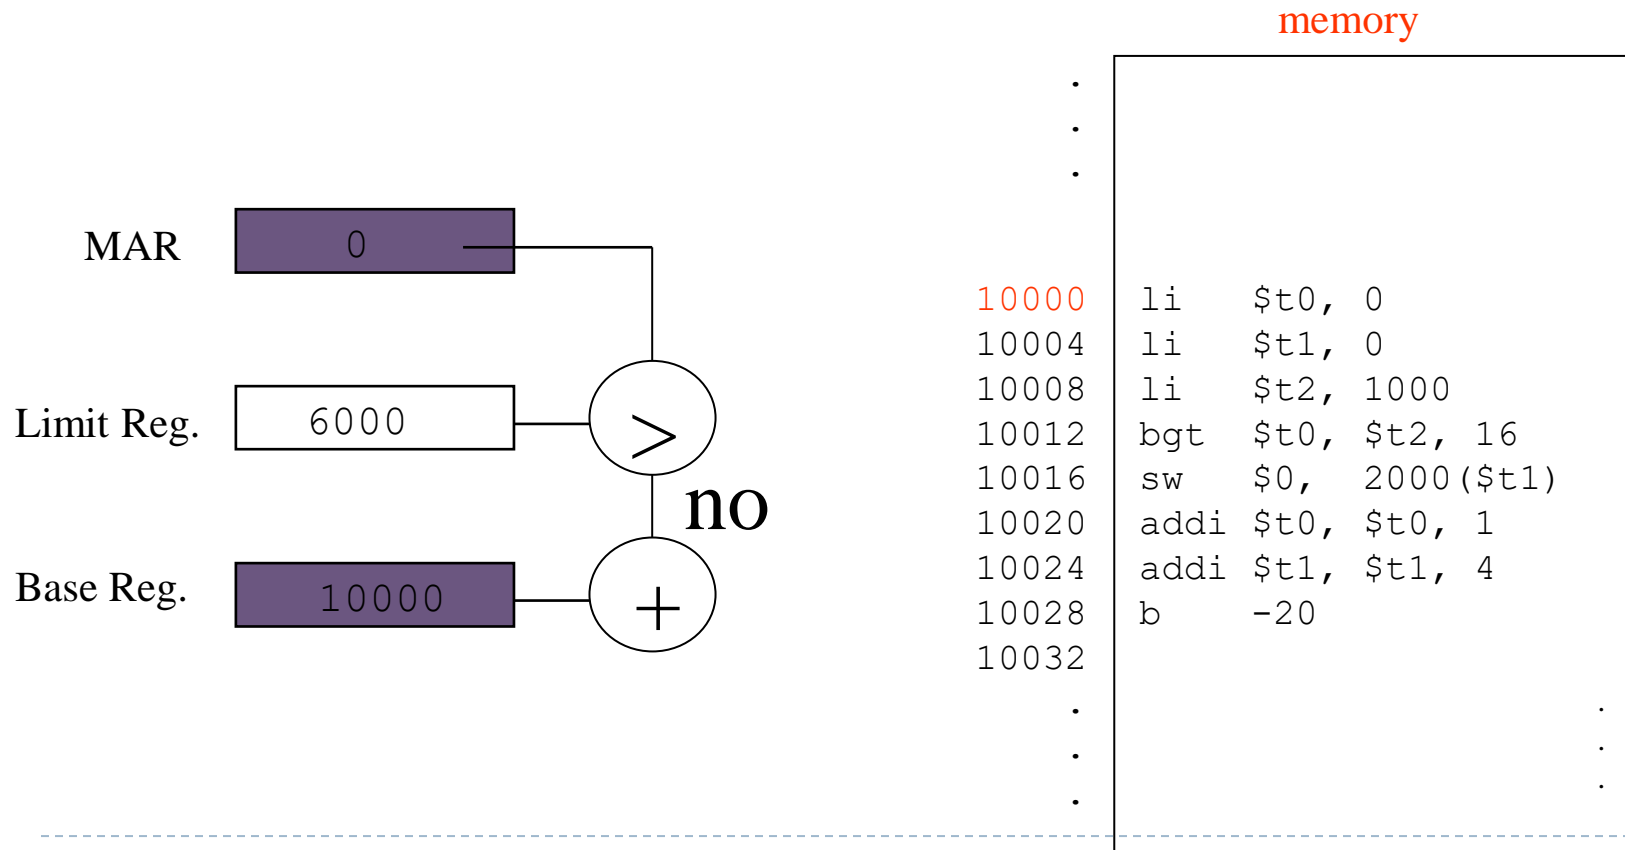 memory
.
.
.
MAR
0
Limit Reg.
6000
>
no
Base Reg.
10000
+
10000 li $t0, 0
10004 li $t1, 0
10008 li $t2, 1000
10012 bgt $t0, $t2, 16
10016 sw $0, 2000($t1)
10020 addi $t0, $t0, 1
10024 addi $t1, $t1, 4
10028 b -20
10032
. .
. .
. .